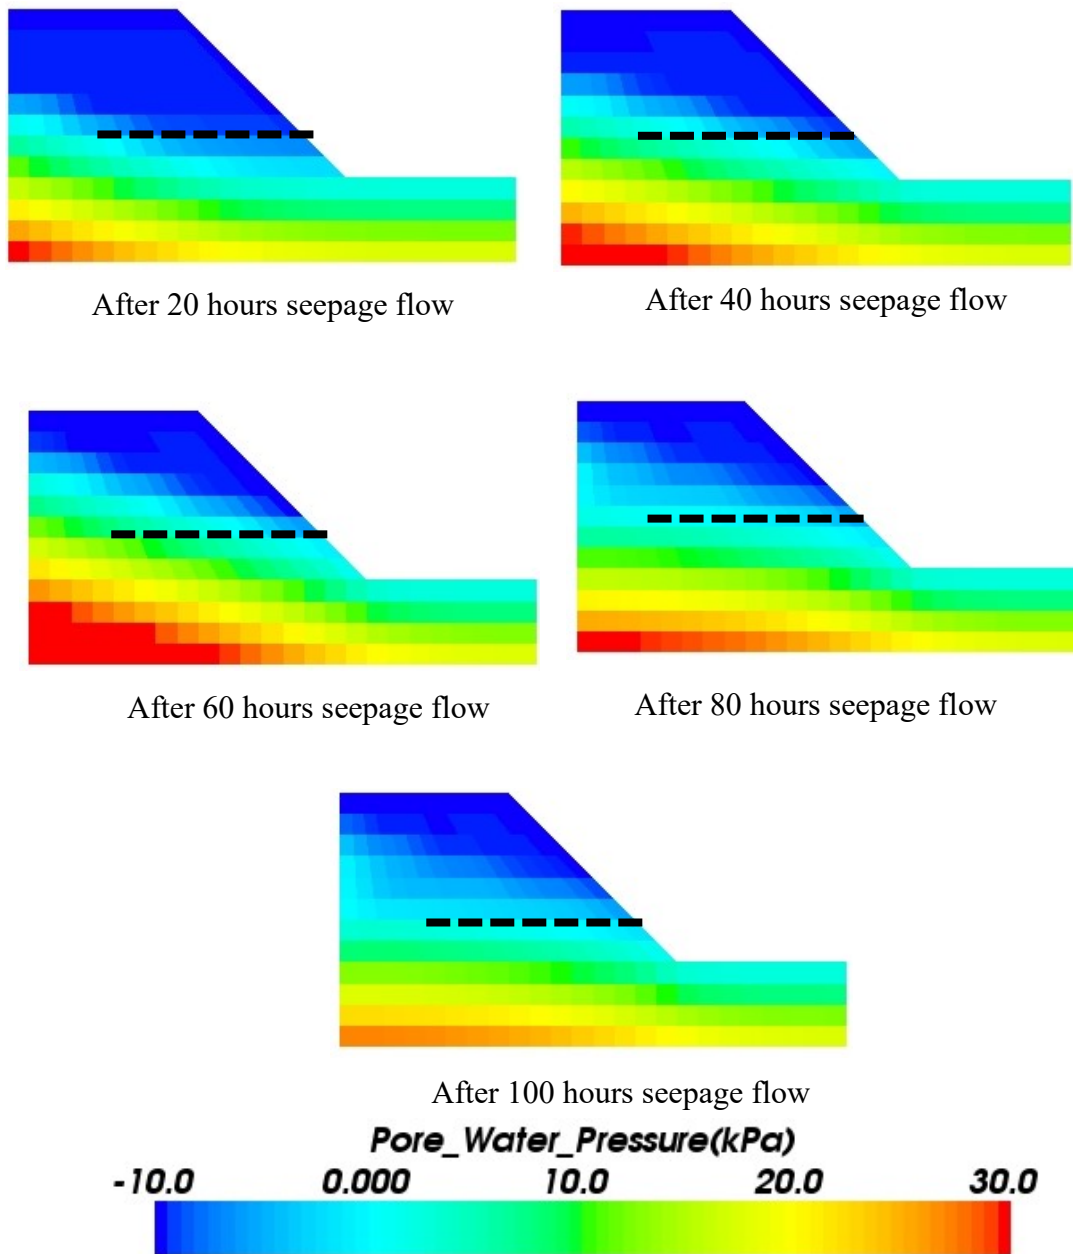 After 20 hours seepage flow
After 40 hours seepage flow
After 60 hours seepage flow
After 80 hours seepage flow
After 100 hours seepage flow
Pore_Water_Pressure(kPa)
-10.0 0.000 10.0 20.0 30.0